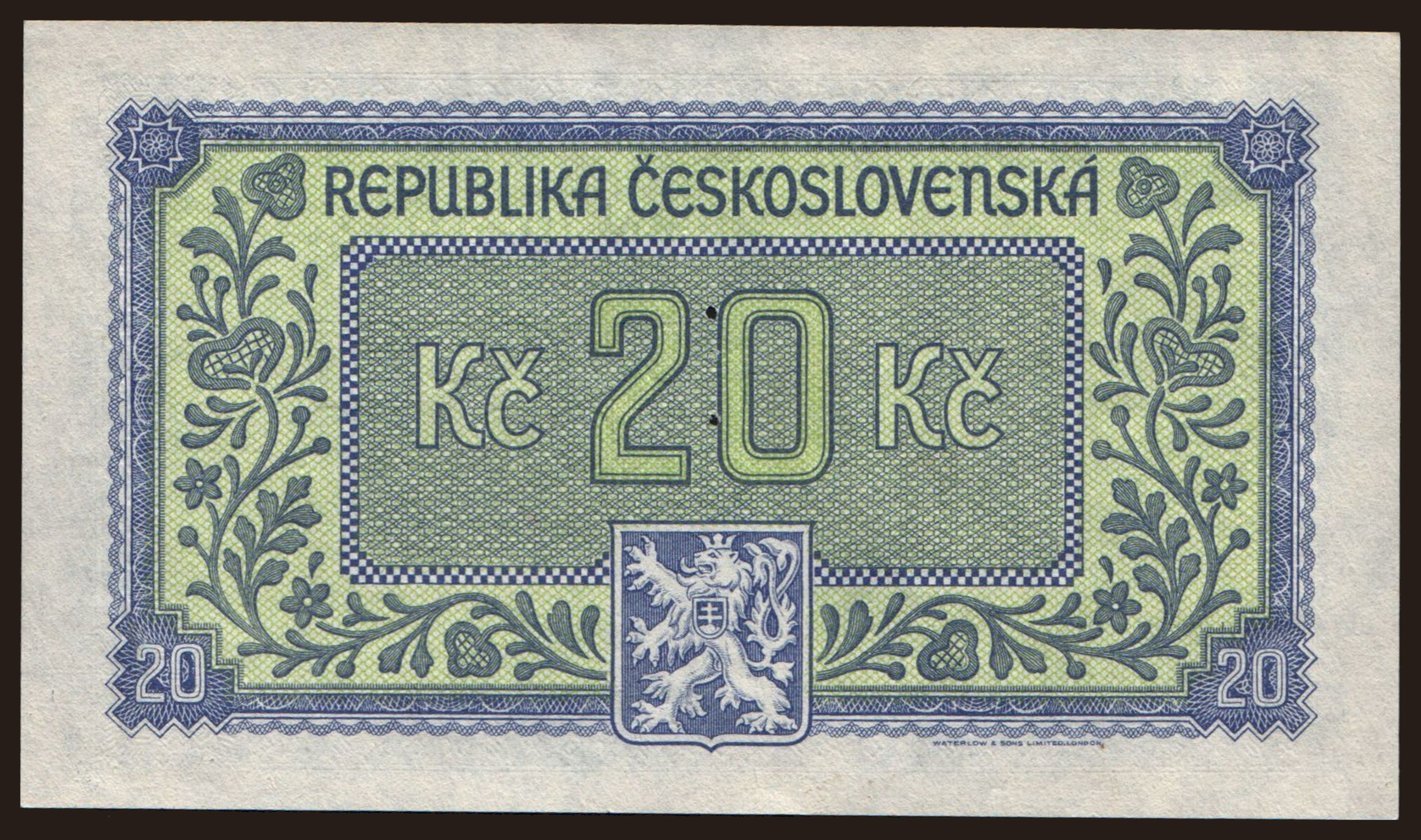 REPUBLIKA ČESKOSLOVENSKÁ
Kč 20 Kč
20 20
WATERLOW & SONS LIMITED, LONDON.